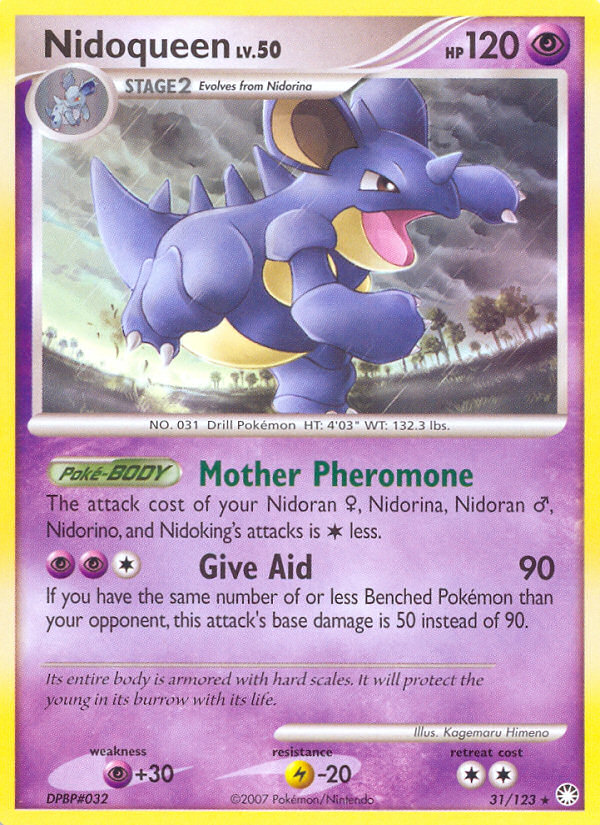 Nidoqueen LV.50 HP 120
STAGE2 Evolves from Nidorina
NO. 031 Drill Pokémon HT: 4'03" WT: 132.3 lbs.
Poké-BODY Mother Pheromone
The attack cost of your Nidoran ♀, Nidorina, Nidoran ♂,
Nidorino, and Nidoking's attacks is less.
Give Aid 90
If you have the same number of or less Benched Pokémon than
your opponent, this attack's base damage is 50 instead of 90.
Its entire body is armored with hard scales. It will protect the
young in its burrow with its life.
Illus. Kagemaru Himeno
weakness resistance retreat cost
+30 -20
DPBP#032 ©2007 Pokémon/Nintendo 31/123 ★